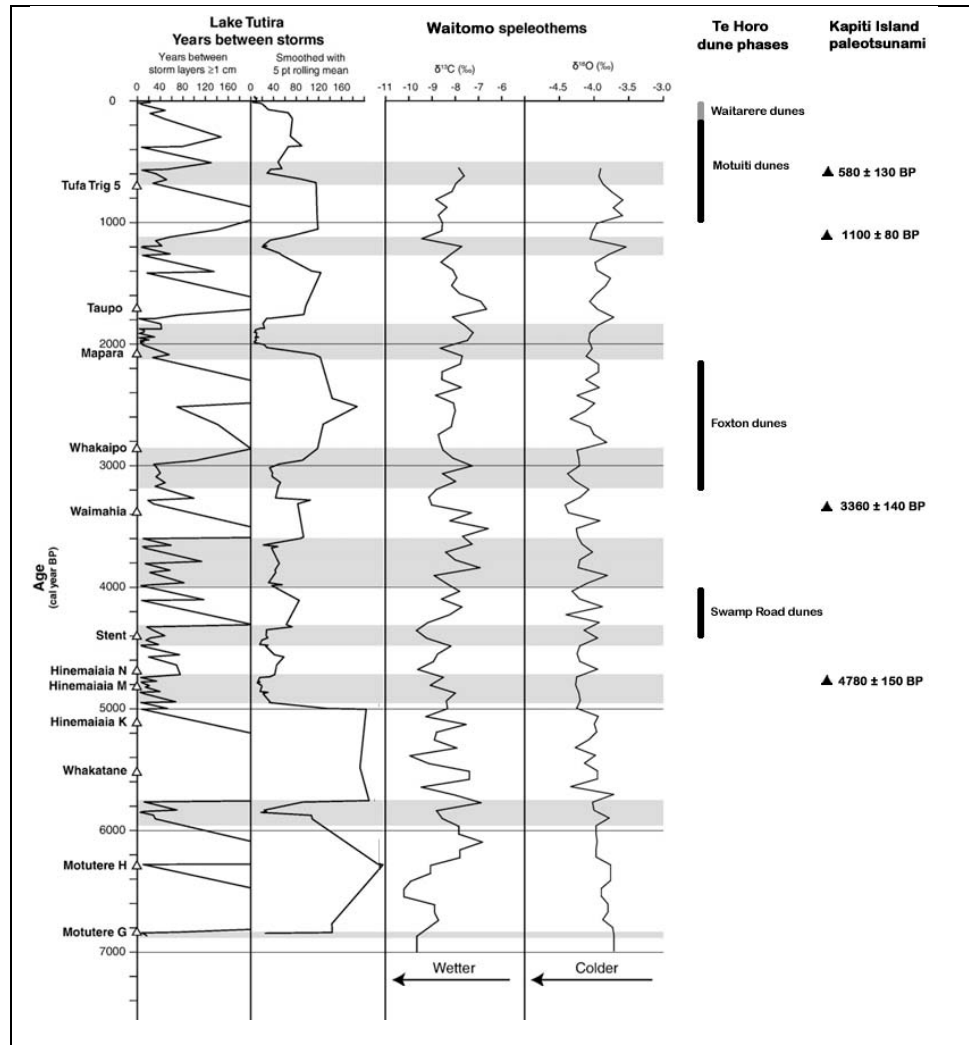 Lake Tutira
Years between storms
Years between
storm layers ≥1 cm
Smoothed with
5 pt rolling mean
0 40 80 120
0 40 80 120
Waitomo speleothems
δ¹³C (‰)
δ¹⁸O (‰)
-11 -10 -9 -8 -7 -6
-4.5 -4.0 -3.5 -3.0
Te Horo
dune phases
Kapiti Island
paleotsunami
Age
(cal year BP)
0
1000
2000
3000
4000
5000
6000
7000
Tufa Trig 5
Taupo
Mapara
Whakaipo
Waimahia
Stent
Hinemaiaia N
Hinemaiaia M
Hinemaiaia K
Whakatane
Motutere H
Motutere G
Wetter
Colder
Waitarere dunes
Motuiti dunes
Foxton dunes
Swamp Road dunes
▲ 580 ± 130 BP
▲ 1100 ± 80 BP
▲ 3360 ± 140 BP
▲ 4780 ± 150 BP